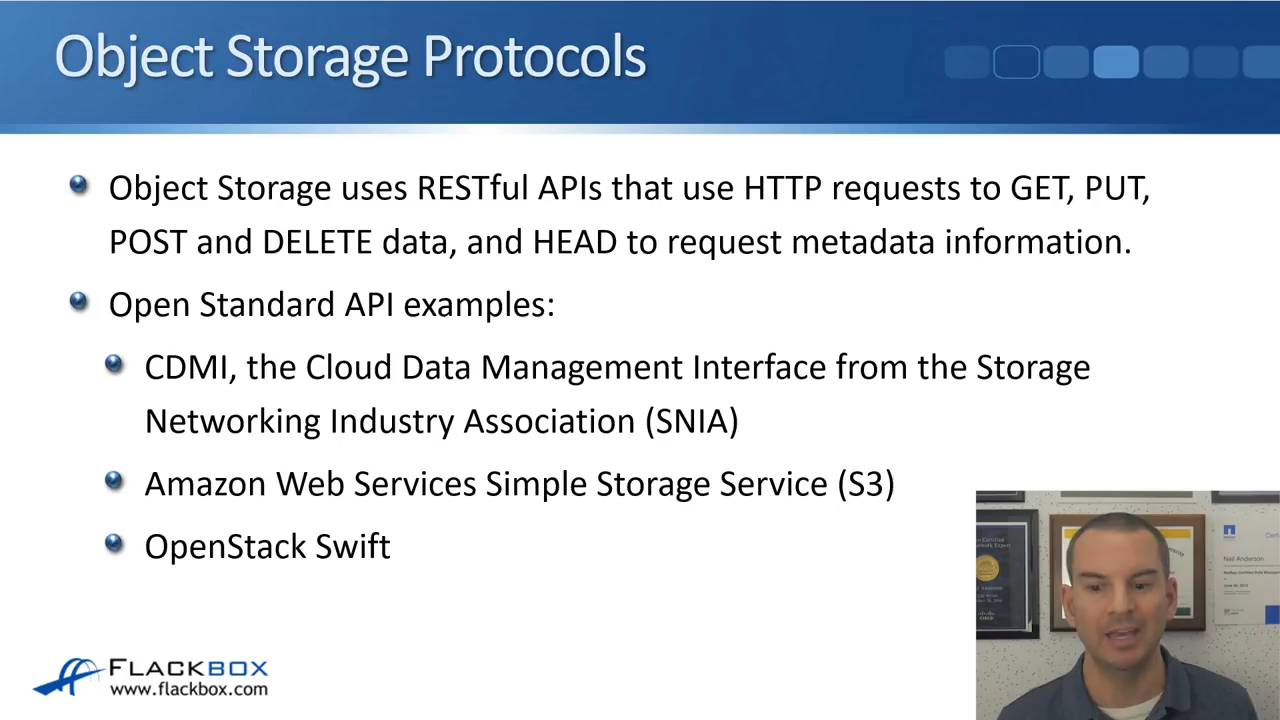 Object Storage Protocols
Object Storage uses RESTful APIs that use HTTP requests to GET, PUT,
POST and DELETE data, and HEAD to request metadata information.
Open Standard API examples:
CDMI, the Cloud Data Management Interface from the Storage
Networking Industry Association (SNIA)
Amazon Web Services Simple Storage Service (S3)
OpenStack Swift
Neil Anderson
FLACKBOX
www.flackbox.com